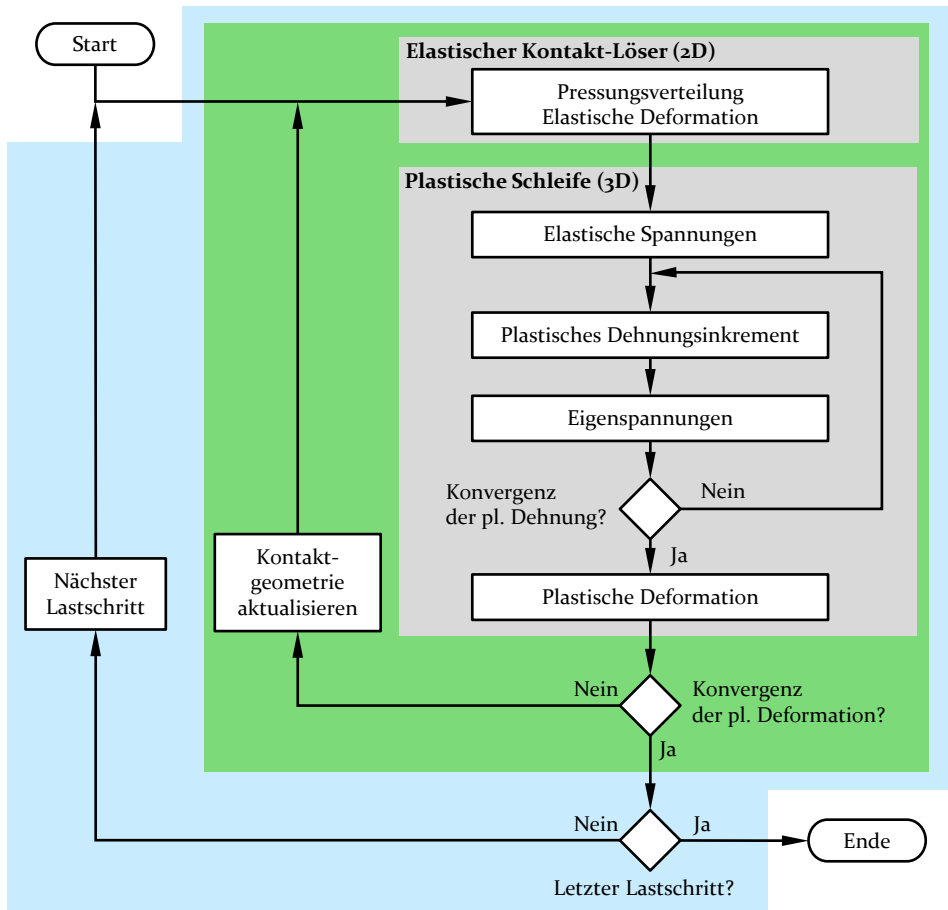 Start
Elastischer Kontakt-Löser (2D)
Pressungsverteilung
Elastische Deformation
Plastische Schleife (3D)
Elastische Spannungen
Plastisches Dehnungsinkrement
Eigenspannungen
Konvergenz
der pl. Dehnung?
Nein
Ja
Plastische Deformation
Kontakt-
geometrie
aktualisieren
Nächster
Lastschritt
Nein
Konvergenz
der pl. Deformation?
Ja
Nein
Ja
Ende
Letzter Lastschritt?